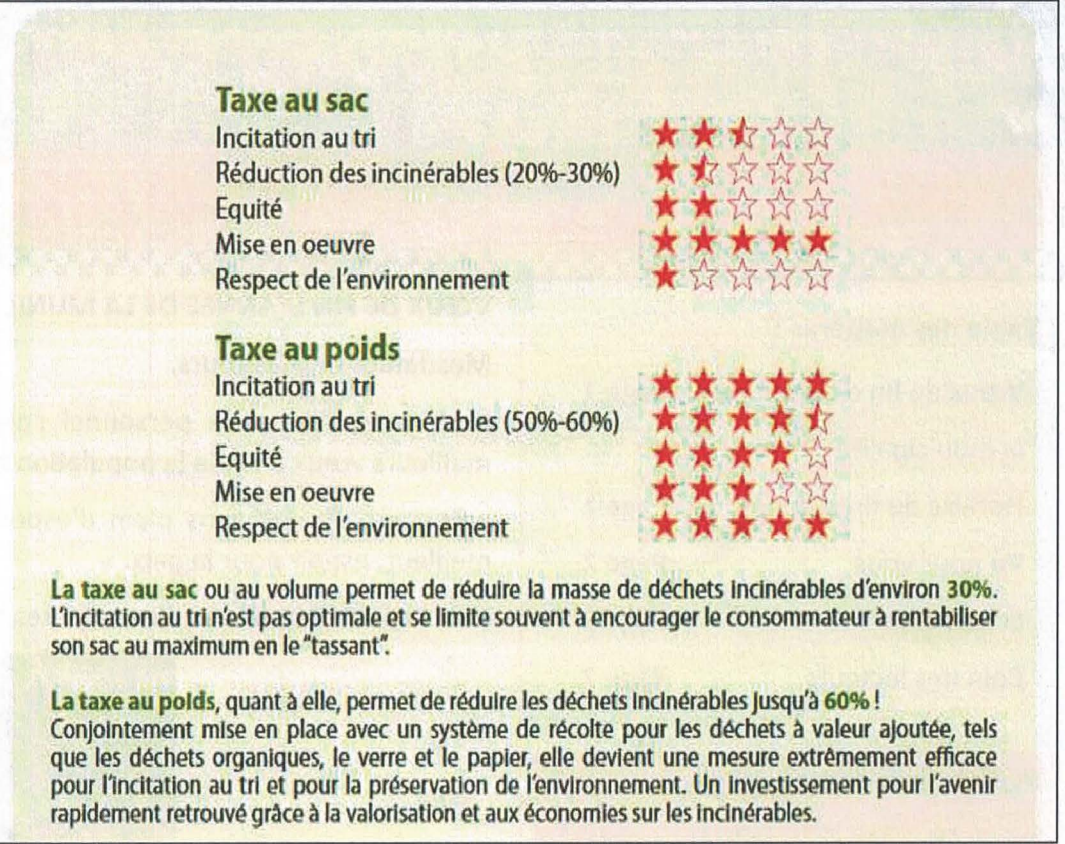 Taxe au sac
Incitation au tri
Réduction des incinérables (20%-30%)
Equité
Mise en oeuvre
Respect de l'environnement
Taxe au poids
Incitation au tri
Réduction des incinérables (50%-60%)
Equité
Mise en oeuvre
Respect de l'environnement
La taxe au sac ou au volume permet de réduire la masse de déchets incinérables d'environ 30%.
L'incitation au tri n'est pas optimale et se limite souvent à encourager le consommateur à rentabiliser
son sac au maximum en le "tassant".
La taxe au poids, quant à elle, permet de réduire les déchets incinérables jusqu'à 60% !
Conjointement mise en place avec un système de récolte pour les déchets à valeur ajoutée, tels
que les déchets organiques, le verre et le papier, elle devient une mesure extrêmement efficace
pour l'incitation au tri et pour la préservation de l'environnement. Un investissement pour l'avenir
rapidement retrouvé grâce à la valorisation et aux économies sur les incinérables.